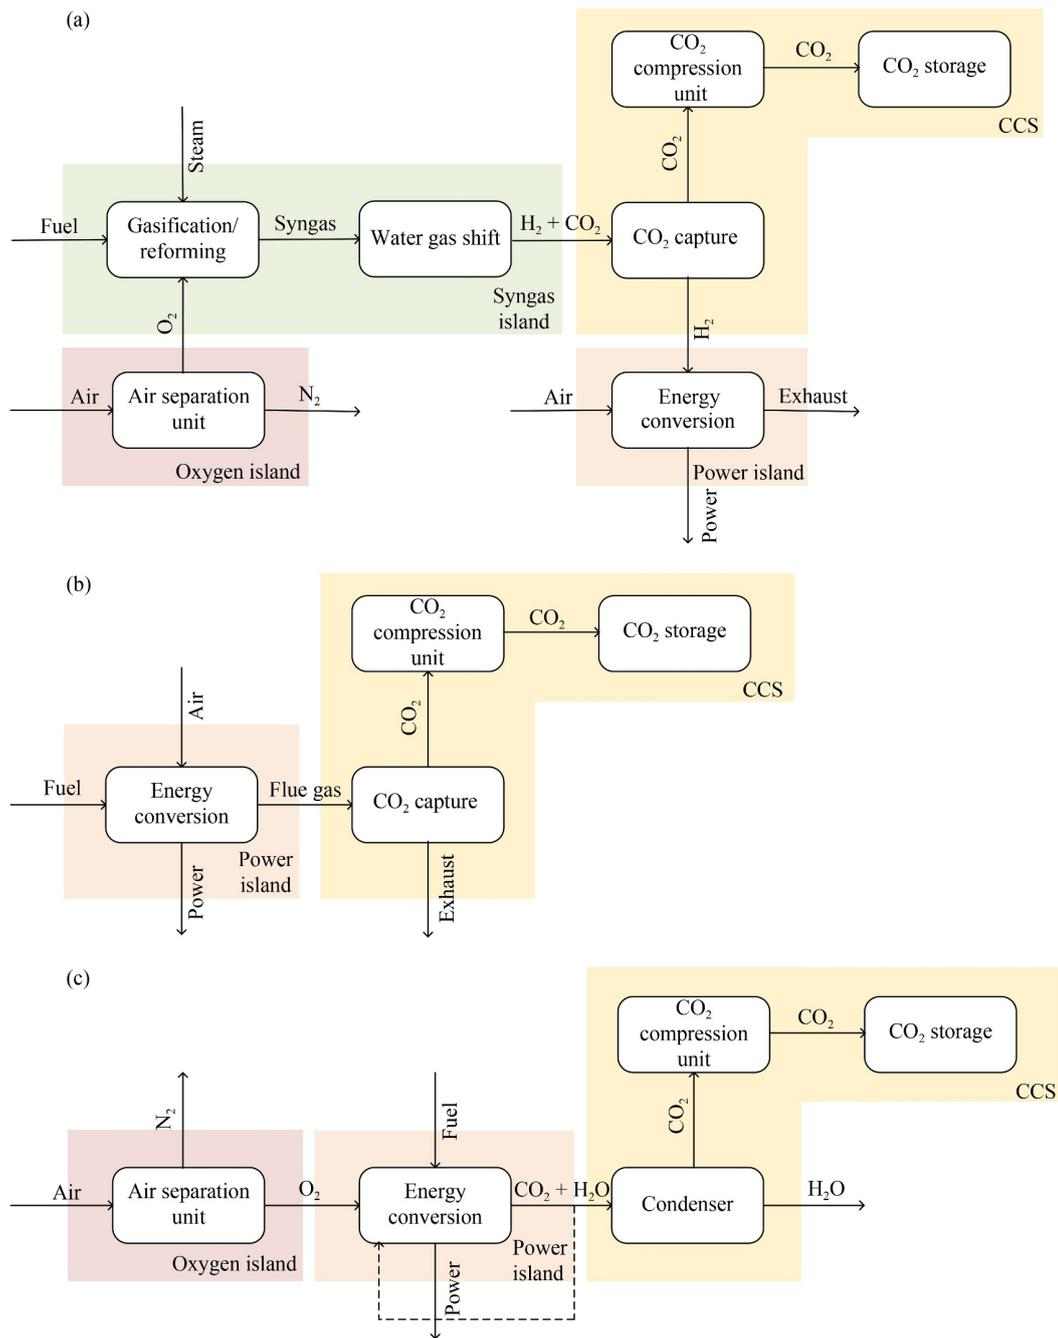 (a)
CO₂
compression
unit
CO₂
CO₂ storage
CCS
CO₂
Steam
Fuel
Gasification/
reforming
Syngas
Water gas shift
H₂ + CO₂
CO₂ capture
Syngas
island
O₂
H₂
Air
Air separation
unit
N₂
Oxygen island
Air
Energy
conversion
Exhaust
Power island
Power
(b)
CO₂
compression
unit
CO₂
CO₂ storage
CCS
CO₂
Air
Fuel
Energy
conversion
Flue gas
CO₂ capture
Power
island
Power
Exhaust
(c)
CO₂
compression
unit
CO₂
CO₂ storage
CCS
CO₂
N₂
Fuel
Air
Air separation
unit
O₂
Energy
conversion
CO₂ + H₂O
Condenser
H₂O
Oxygen island
Power
island
Power